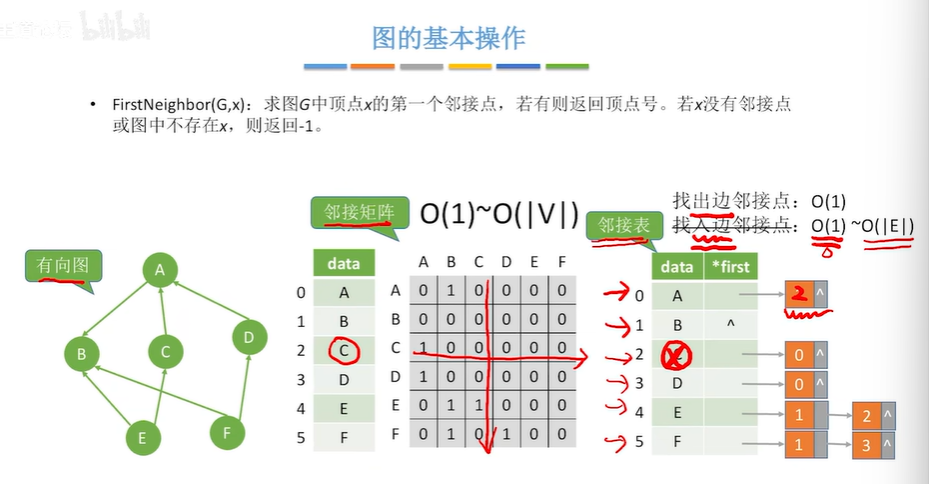 bilibili
图的基本操作
• FirstNeighbor(G,x)：求图G中顶点x的第一个邻接点，若有则返回顶点号。若x没有邻接点
或图中不存在x，则返回-1。
找出边邻接点：O(1)
找入边邻接点：O(1) ~O(|E|)
邻接矩阵 O(1)~O(|V|)
邻接表
有向图
data
0 A
1 B
2 C
3 D
4 E
5 F
A B C D E F
A 0 1 0 0 0 0
B 0 0 0 0 0 0
C 1 0 0 0 0 0
D 1 0 0 0 0 0
E 0 1 1 0 0 0
F 0 1 0 1 0 0
data *first
0 A 2 ^
1 B ^
2 0 ^
3 D 0 ^
4 E 1 2 ^
5 F 1 3 ^
A
B
C
D
E
F